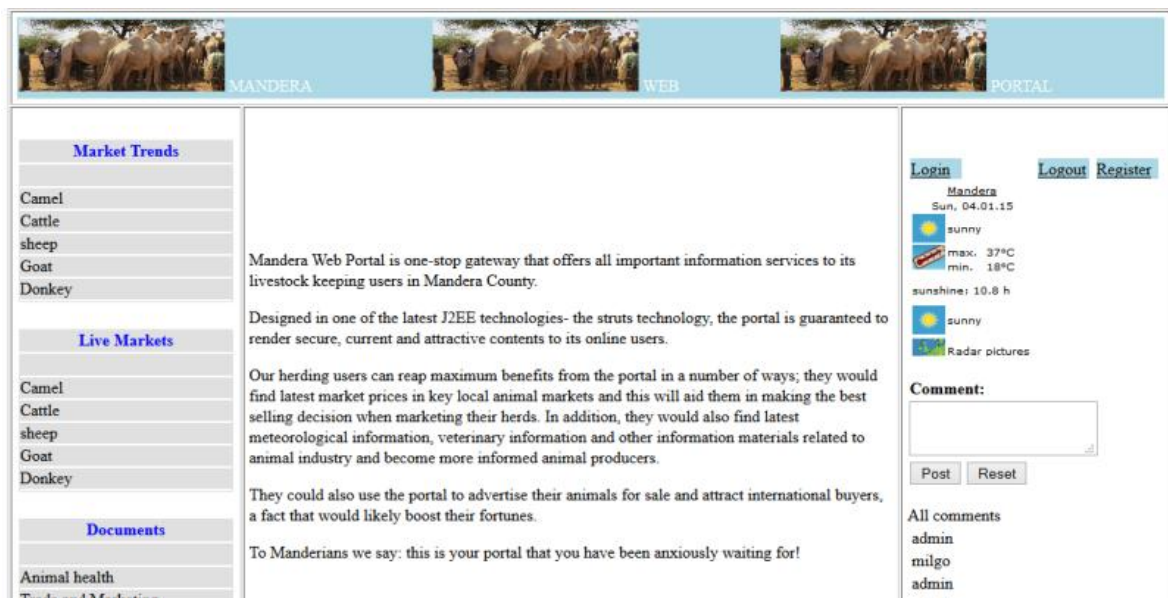 MANDERA WEB PORTAL
Market Trends
Camel
Cattle
sheep
Goat
Donkey
Live Markets
Camel
Cattle
sheep
Goat
Donkey
Documents
Animal health
Trade and Marketing
Mandera Web Portal is one-stop gateway that offers all important information services to its
livestock keeping users in Mandera County.
Designed in one of the latest J2EE technologies- the struts technology, the portal is guaranteed to
render secure, current and attractive contents to its online users.
Our herding users can reap maximum benefits from the portal in a number of ways; they would
find latest market prices in key local animal markets and this will aid them in making the best
selling decision when marketing their herds. In addition, they would also find latest
meteorological information, veterinary information and other information materials related to
animal industry and become more informed animal producers.
They could also use the portal to advertise their animals for sale and attract international buyers,
a fact that would likely boost their fortunes.
To Manderians we say: this is your portal that you have been anxiously waiting for!
Login Logout Register
Mandera
Sun, 04.01.15
sunny
max. 37°C
min. 18°C
sunshine: 10.8 h
sunny
Radar pictures
Comment:
Post Reset
All comments
admin
milgo
admin